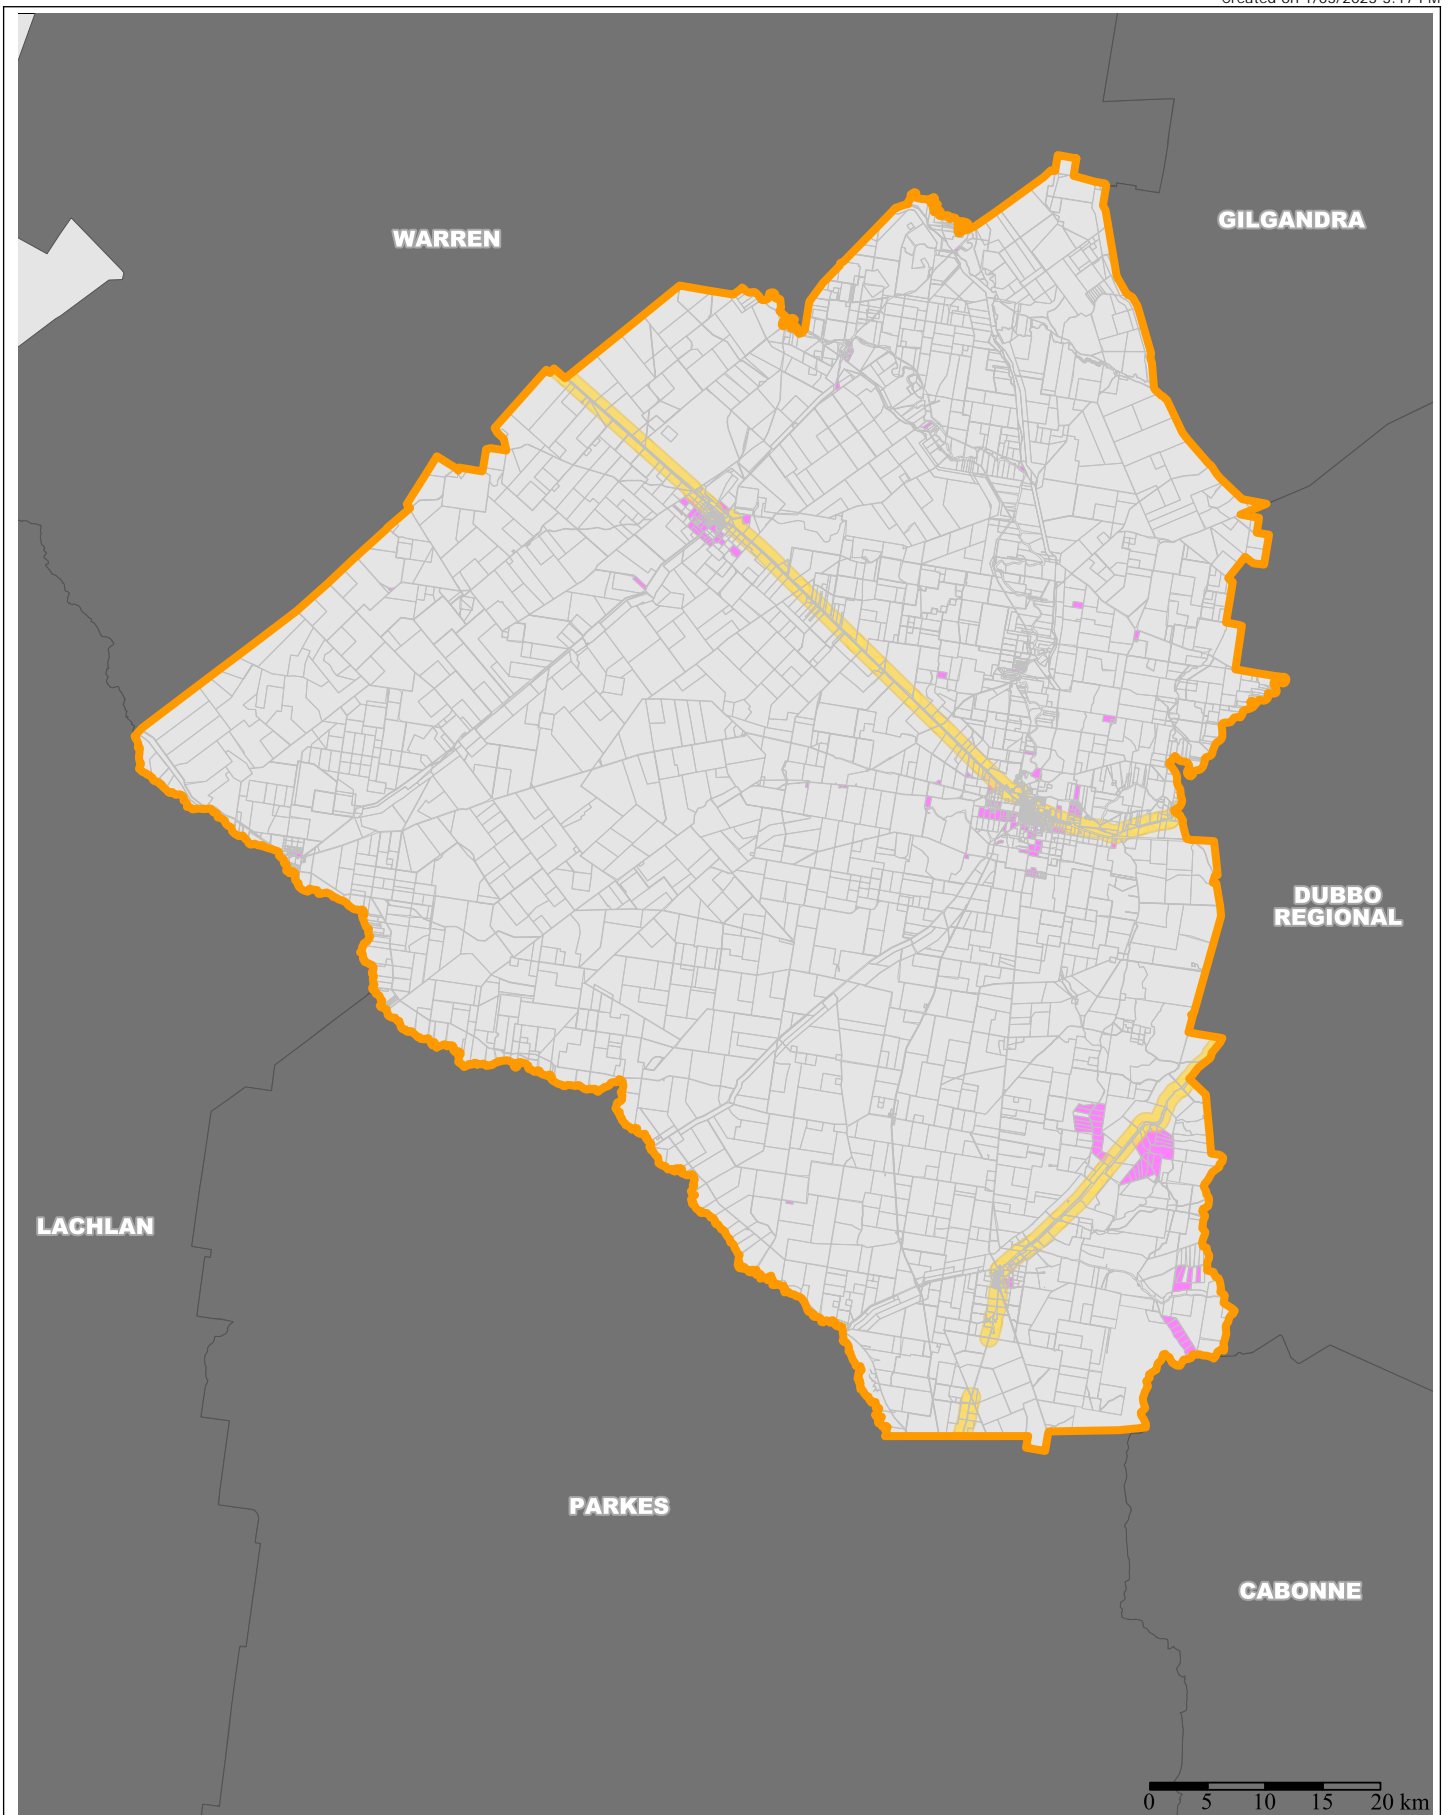 WARREN
GILGANDRA
DUBBO
REGIONAL
LACHLAN
PARKES
CABONNE
0 5 10 15 20 km